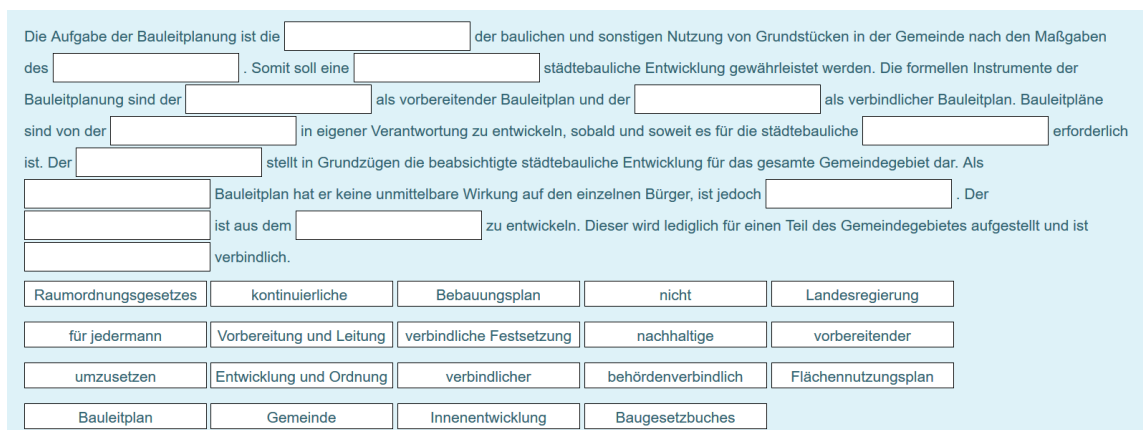 Die Aufgabe der Bauleitplanung ist die der baulichen und sonstigen Nutzung von Grundstücken in der Gemeinde nach den Maßgaben
des . Somit soll eine städtebauliche Entwicklung gewährleistet werden. Die formellen Instrumente der
Bauleitplanung sind der als vorbereitender Bauleitplan und der als verbindlicher Bauleitplan. Bauleitpläne
sind von der in eigener Verantwortung zu entwickeln, sobald und soweit es für die städtebauliche erforderlich
ist. Der stellt in Grundzügen die beabsichtigte städtebauliche Entwicklung für das gesamte Gemeindegebiet dar. Als
Bauleitplan hat er keine unmittelbare Wirkung auf den einzelnen Bürger, ist jedoch . Der
ist aus dem zu entwickeln. Dieser wird lediglich für einen Teil des Gemeindegebietes aufgestellt und ist
verbindlich.
Raumordnungsgesetzes kontinuierliche Bebauungsplan nicht Landesregierung
für jedermann Vorbereitung und Leitung verbindliche Festsetzung nachhaltige vorbereitender
umzusetzen Entwicklung und Ordnung verbindlicher behördenverbindlich Flächennutzungsplan
Bauleitplan Gemeinde Innenentwicklung Baugesetzbuches